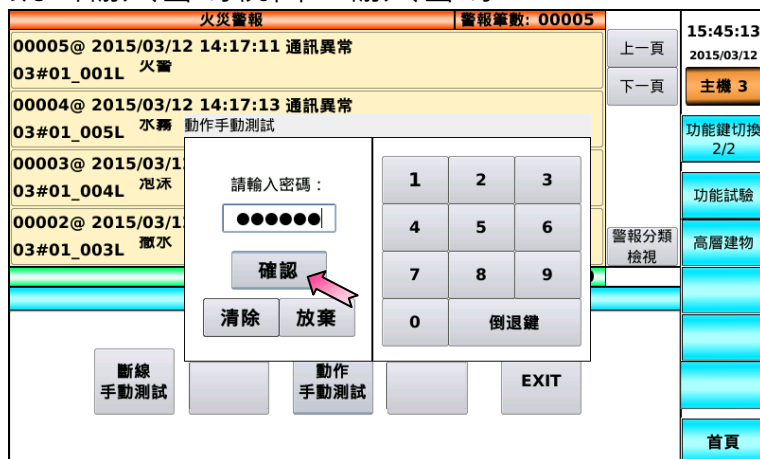 火災警報 警報筆數: 00005
15:45:13
2015/03/12
主機 3
功能鍵切換
2/2
功能試驗
高層建物
首頁
上一頁
下一頁
警報分類
檢視
00005@ 2015/03/12 14:17:11 通訊異常
03#01_001L 火警
00004@ 2015/03/12 14:17:13 通訊異常
03#01_005L 水霧
00003@ 2015/03/1
03#01_004L 泡沫
00002@ 2015/03/1
03#01_003L 撒水
動作手動測試
請輸入密碼：
●●●●●●
確認
清除 放棄
1 2 3
4 5 6
7 8 9
0 倒退鍵
斷線
手動測試
動作
手動測試
EXIT